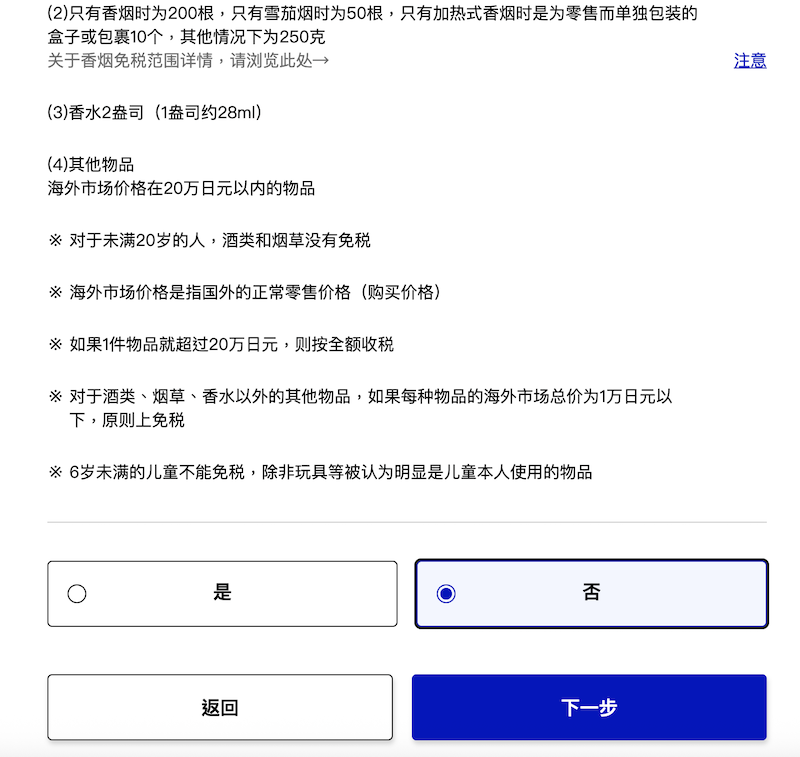 (2)只有香烟时为200根，只有雪茄烟时为50根，只有加热式香烟时是为零售而单独包装的
盒子或包裹10个，其他情况下为250克
关于香烟免税范围详情，请浏览此处→
注意
(3)香水2盎司（1盎司约28ml）
(4)其他物品
海外市场价格在20万日元以内的物品
※ 对于未满20岁的人，酒类和烟草没有免税
※ 海外市场价格是指国外的正常零售价格（购买价格）
※ 如果1件物品就超过20万日元，则按全额收税
※ 对于酒类、烟草、香水以外的其他物品，如果每种物品的海外市场总价为1万日元以
下，原则上免税
※ 6岁未满的儿童不能免税，除非玩具等被认为明显是儿童本人使用的物品
是
否
返回
下一步